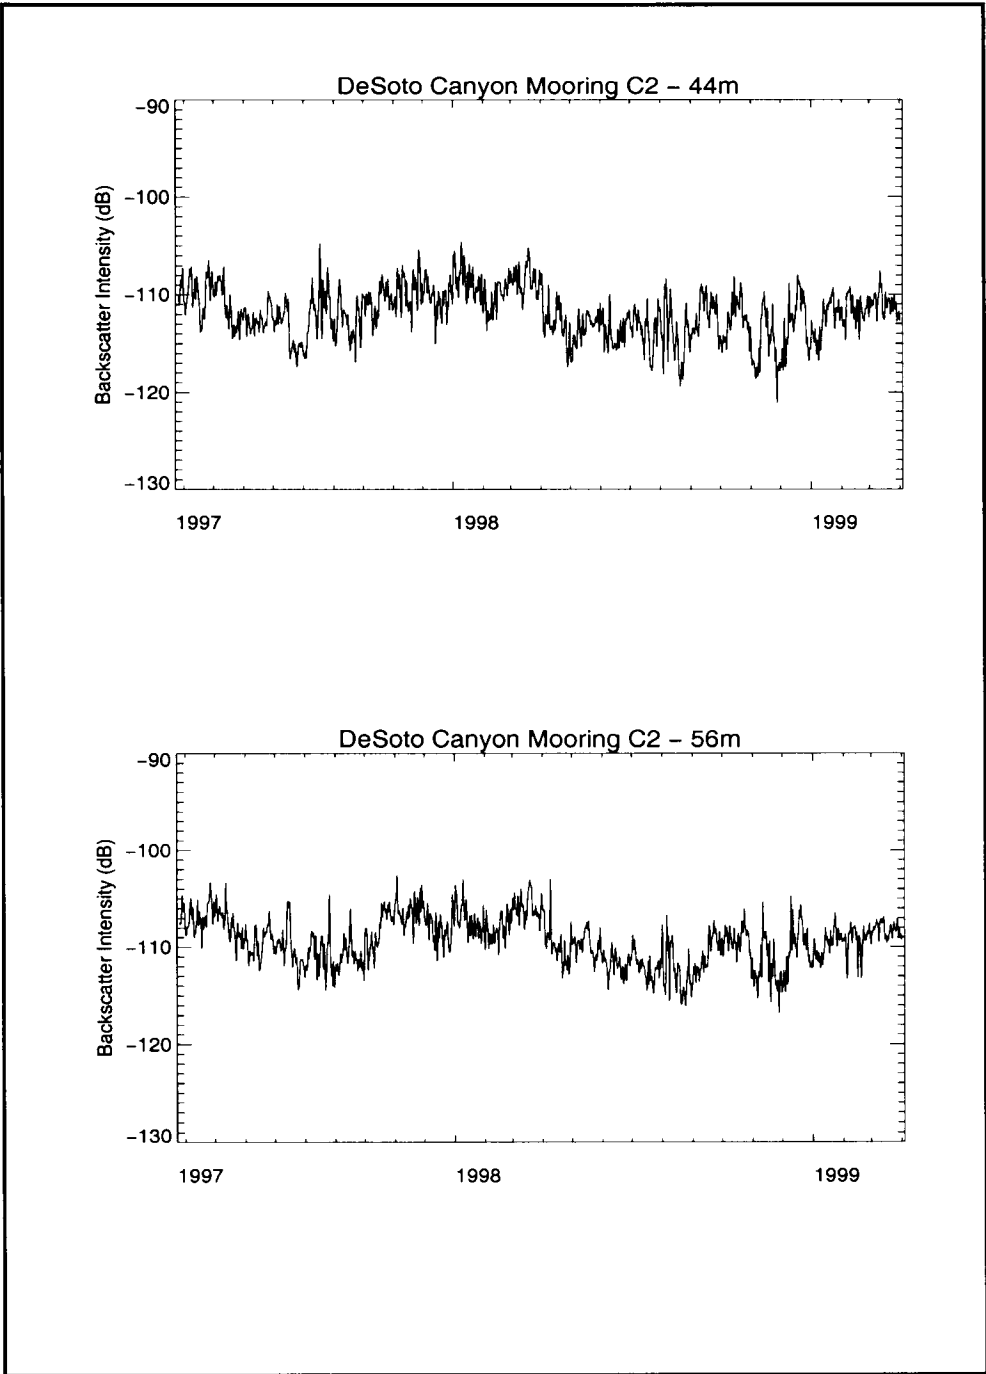 DeSoto Canyon Mooring C2 – 44m
Backscatter Intensity (dB)
−90
−100
−110
−120
−130
1997 1998 1999
DeSoto Canyon Mooring C2 – 56m
Backscatter Intensity (dB)
−90
−100
−110
−120
−130
1997 1998 1999